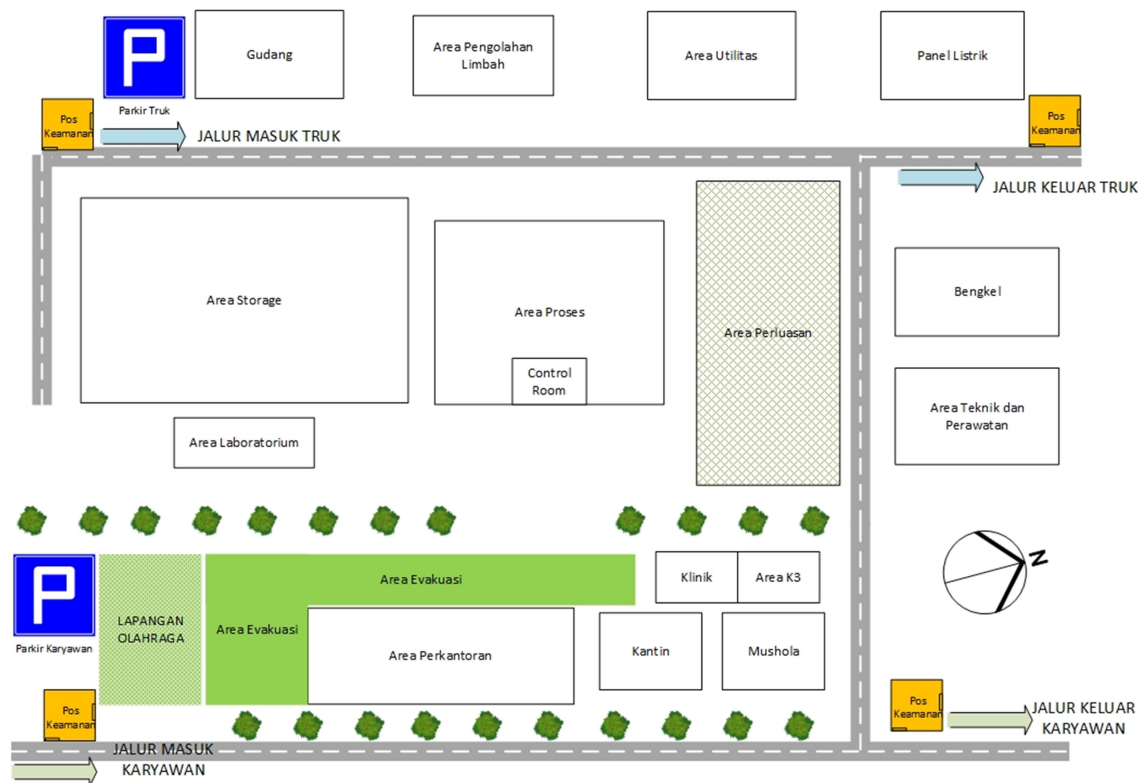 P
Parkir Truk
Gudang
Area Pengolahan
Limbah
Area Utilitas
Panel Listrik
Pos
Keamanan
JALUR MASUK TRUK
Pos
Keamanan
JALUR KELUAR TRUK
Area Storage
Area Proses
Control
Room
Area Perluasan
Bengkel
Area Teknik dan
Perawatan
Area Laboratorium
P
Parkir Karyawan
LAPANGAN
OLAHRAGA
Area Evakuasi
Area Evakuasi
Area Perkantoran
Klinik
Area K3
Kantin
Mushola
N
Pos
Keamanan
JALUR MASUK
KARYAWAN
Pos
Keamanan
JALUR KELUAR
KARYAWAN